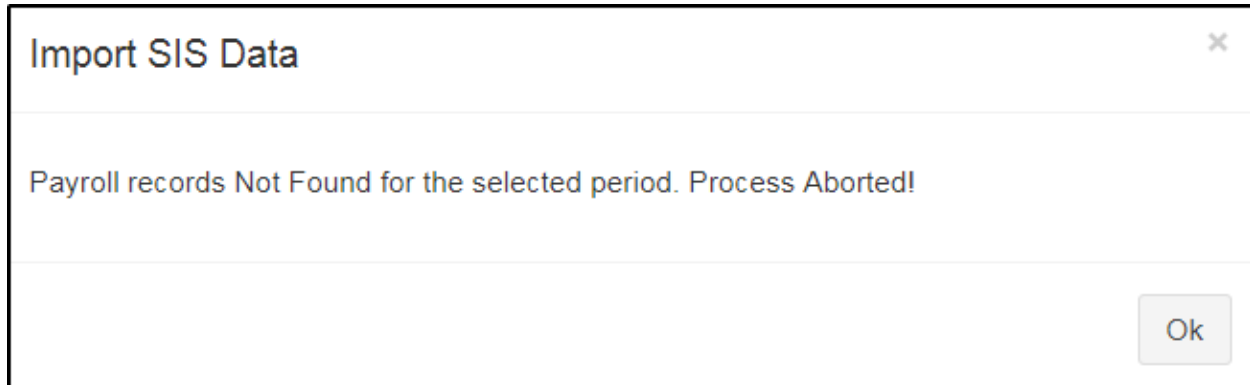 Import SIS Data
×
Payroll records Not Found for the selected period. Process Aborted!
Ok